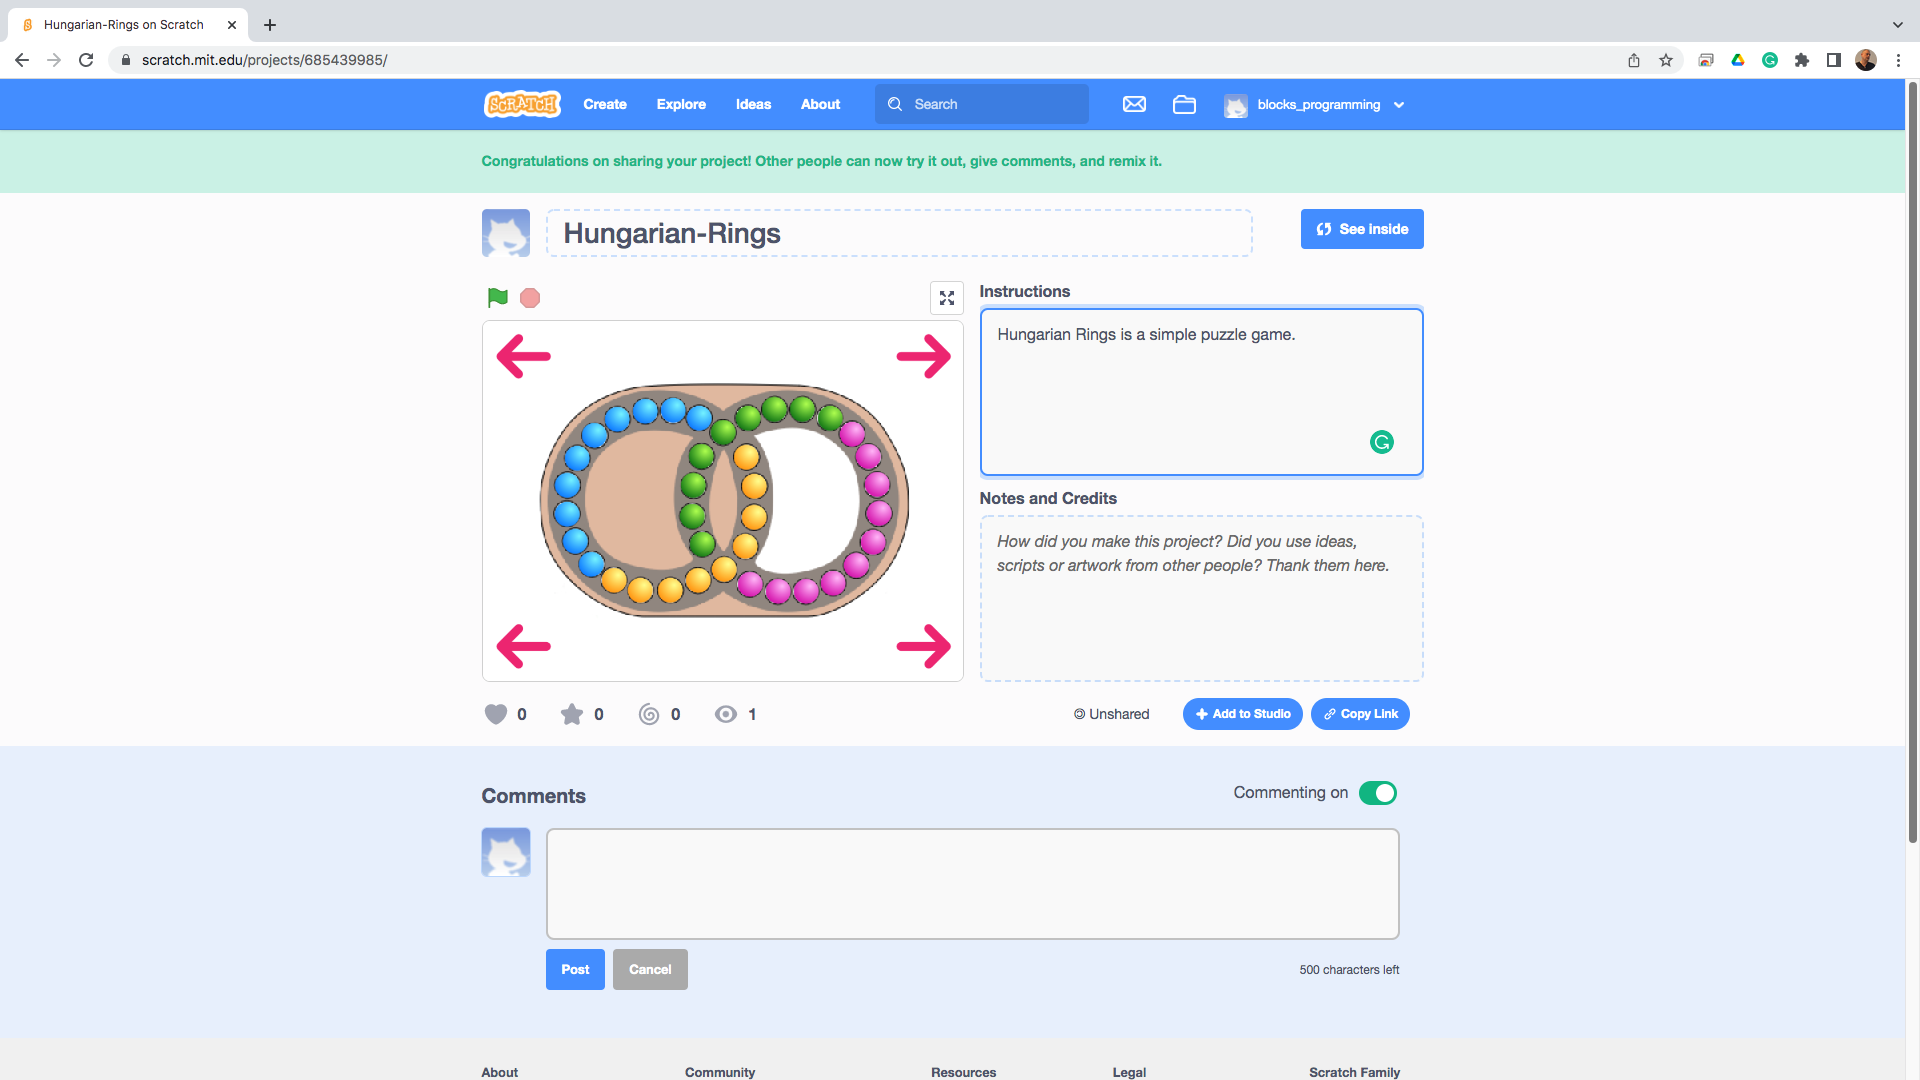 Hungarian-Rings on Scratch
scratch.mit.edu/projects/685439985/
SCRATCH
Create
Explore
Ideas
About
Search
blocks_programming
Congratulations on sharing your project! Other people can now try it out, give comments, and remix it.
Hungarian-Rings
See inside
Instructions
Hungarian Rings is a simple puzzle game.
Notes and Credits
How did you make this project? Did you use ideas,
scripts or artwork from other people? Thank them here.
0
0
0
1
Unshared
Add to Studio
Copy Link
Comments
Commenting on
Post
Cancel
500 characters left
About
Community
Resources
Legal
Scratch Family